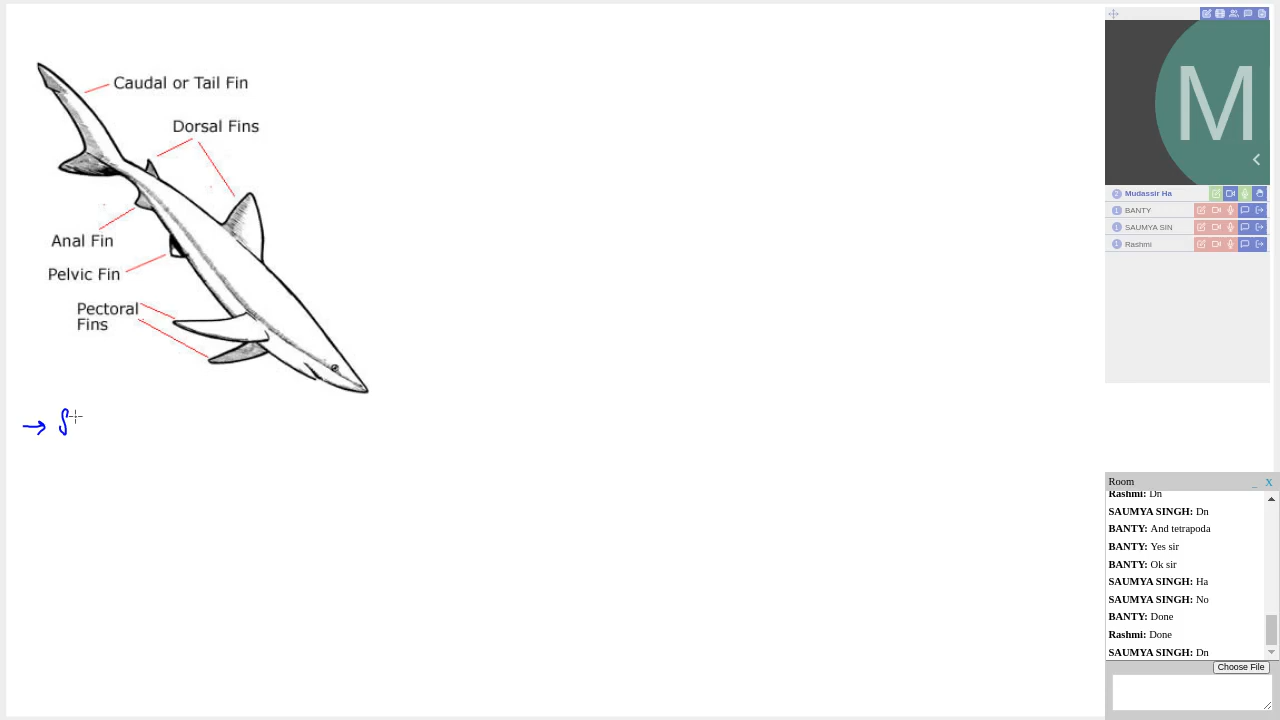 Caudal or Tail Fin
Dorsal Fins
Anal Fin
Pelvic Fin
Pectoral
Fins
→ S
M
Mudassir Ha
BANTY
SAUMYA SIN
Rashmi
Room _ X
Rashmi: Dn
SAUMYA SINGH: Dn
BANTY: And tetrapoda
BANTY: Yes sir
BANTY: Ok sir
SAUMYA SINGH: Ha
SAUMYA SINGH: No
BANTY: Done
Rashmi: Done
SAUMYA SINGH: Dn
Choose File